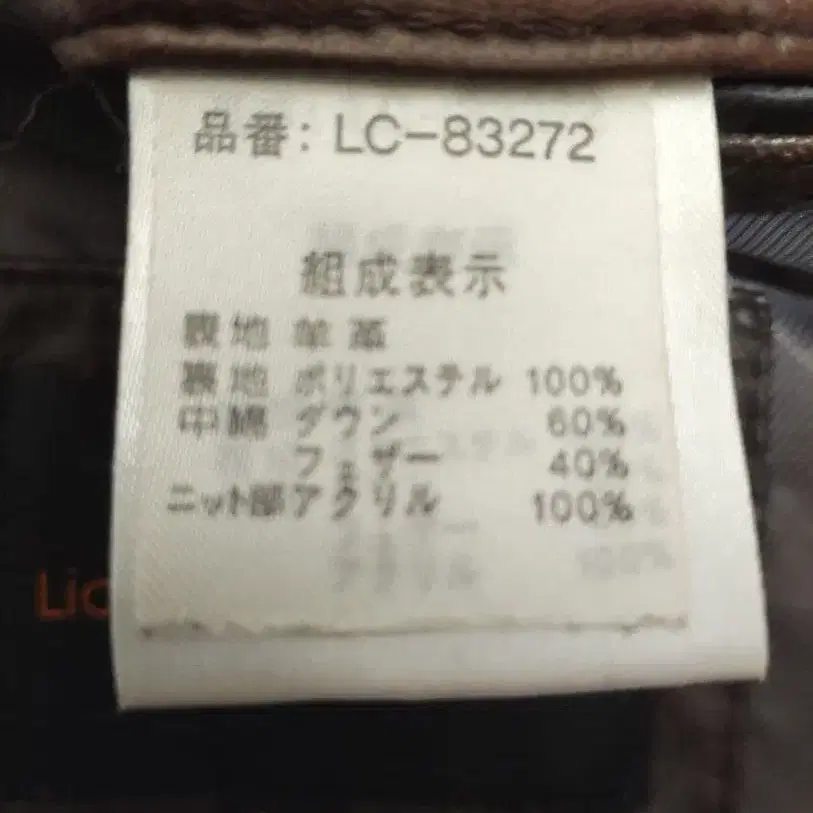 品番: LC-83272
組成表示
表地 羊革
裏地 ポリエステル 100%
中綿 ダウン 60%
フェザー 40%
ニット部アクリル 100%
Lic